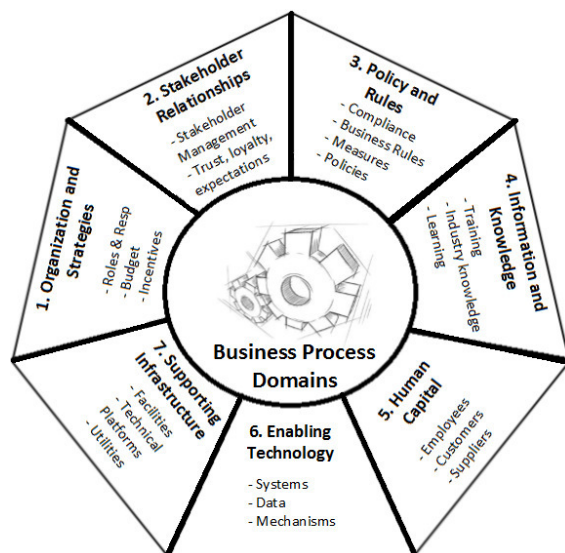 1. Organization and
Strategies
- Roles & Resp
- Budget
- Incentives
2. Stakeholder
Relationships
- Stakeholder
Management
- Trust, loyalty,
expectations
3. Policy and
Rules
- Compliance
- Business Rules
- Measures
- Policies
4. Information and
Knowledge
- Training
- Industry knowledge
- Learning
5. Human
Capital
- Employees
- Customers
- Suppliers
6. Enabling
Technology
- Systems
- Data
- Mechanisms
7. Supporting
Infrastructure
- Facilities
- Technical
Platforms
- Utilities
Business Process
Domains